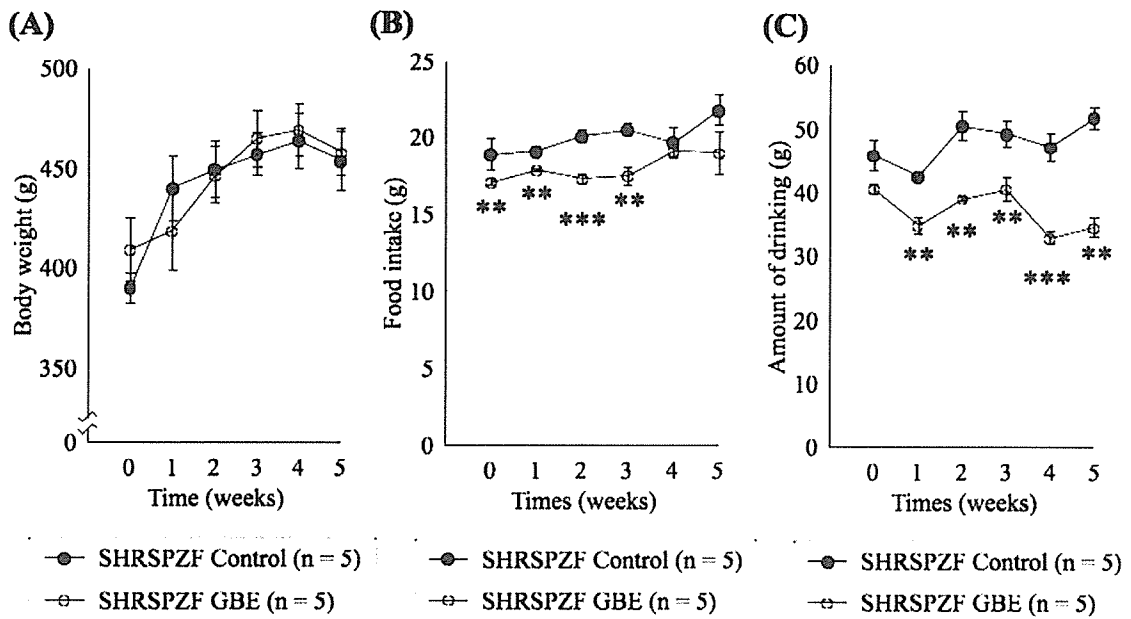 (A)
500
450
400
350
0
Body weight (g)
0 1 2 3 4 5
Time (weeks)
SHRSPZF Control (n = 5)
SHRSPZF GBE (n = 5)
(B)
25
20
15
10
5
0
Food intake (g)
** ** *** **
0 1 2 3 4 5
Times (weeks)
SHRSPZF Control (n = 5)
SHRSPZF GBE (n = 5)
(C)
60
50
40
30
20
10
0
Amount of drinking (g)
** ** ** *** **
0 1 2 3 4 5
Times (weeks)
SHRSPZF Control (n = 5)
SHRSPZF GBE (n = 5)